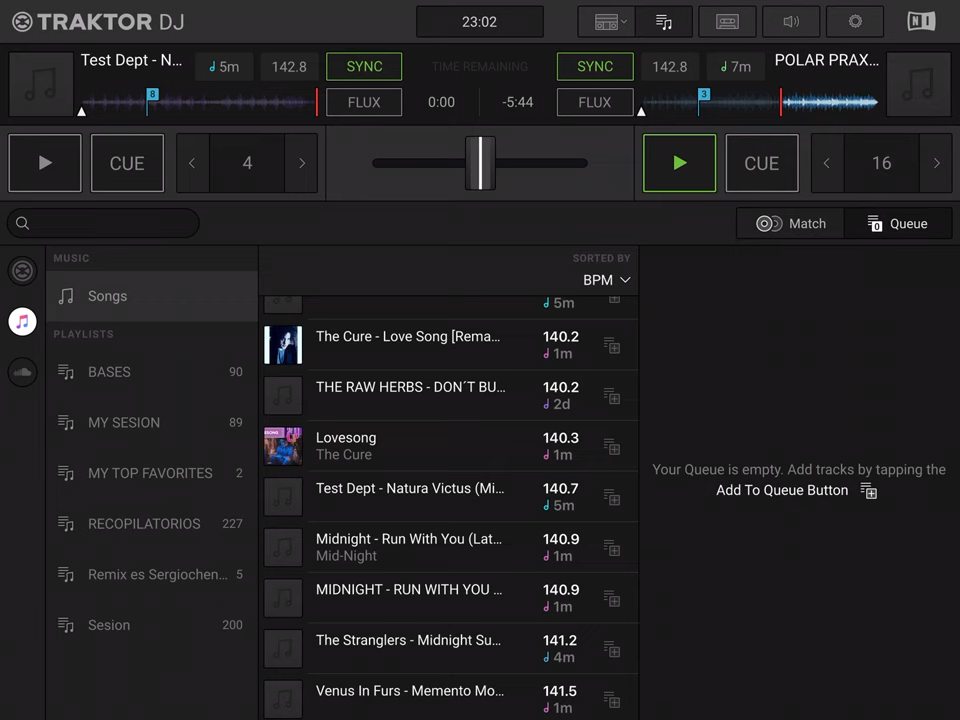 TRAKTOR DJ
23:02
NI
Test Dept - N...
5m
142.8
SYNC
TIME REMAINING
SYNC
142.8
7m
POLAR PRAX...
8
FLUX
0:00
-5:44
FLUX
3
CUE
4
CUE
16
Match
0
Queue
MUSIC
Songs
PLAYLISTS
BASES 90
MY SESION 89
MY TOP FAVORITES 2
RECOPILATORIOS 227
Remix es Sergiochen... 5
Sesion 200
SORTED BY
BPM
5m
The Cure - Love Song [Rema... 140.2
1m
THE RAW HERBS - DON´T BU... 140.2
2d
Lovesong 140.3
The Cure 1m
Test Dept - Natura Victus (Mi... 140.7
5m
Midnight - Run With You (Lat... 140.9
Mid-Night 1m
MIDNIGHT - RUN WITH YOU ... 140.9
1m
The Stranglers - Midnight Su... 141.2
4m
Venus In Furs - Memento Mo... 141.5
1m
Your Queue is empty. Add tracks by tapping the
Add To Queue Button